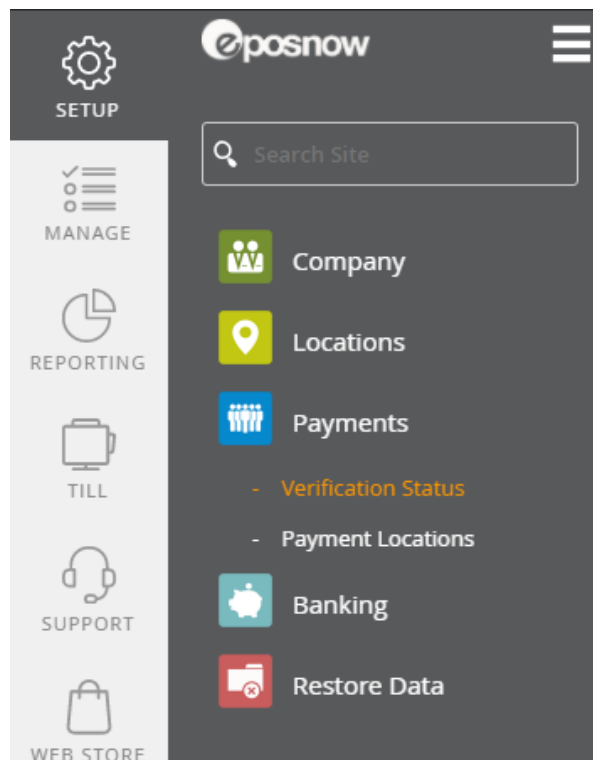 SETUP
MANAGE
REPORTING
TILL
SUPPORT
WEB STORE
eposnow
Search Site
Company
Locations
Payments
- Verification Status
- Payment Locations
Banking
Restore Data